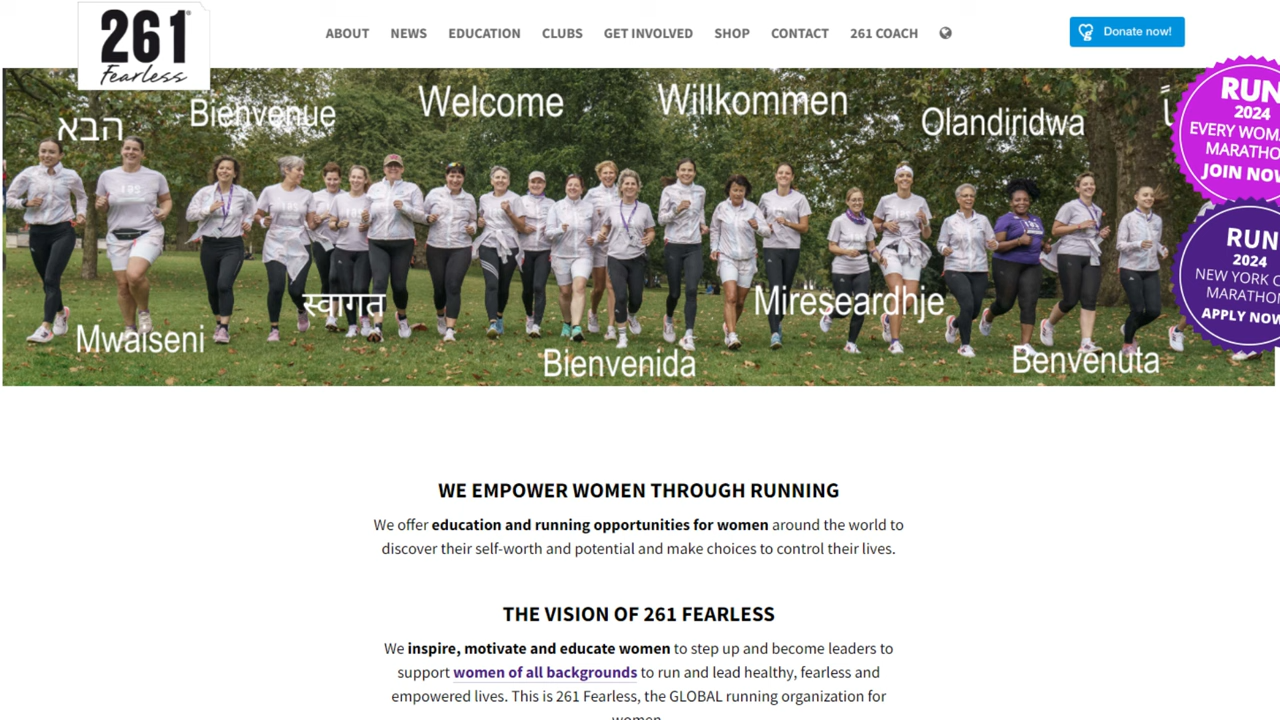 261
fearless
ABOUT
NEWS
EDUCATION
CLUBS
GET INVOLVED
SHOP
CONTACT
261 COACH
Donate now!
הבא
Bienvenue
Welcome
Willkommen
Olandiridwa
Mwaiseni
स्वागत
Bienvenida
Mireseardhje
Benvenuta
RUN
2024
EVERY WOM
MARATHO
JOIN NOW
RUN
2024
NEW YORK C
MARATHON
APPLY NOW
WE EMPOWER WOMEN THROUGH RUNNING
We offer education and running opportunities for women around the world to
discover their self-worth and potential and make choices to control their lives.
THE VISION OF 261 FEARLESS
We inspire, motivate and educate women to step up and become leaders to
support women of all backgrounds to run and lead healthy, fearless and
empowered lives. This is 261 Fearless, the GLOBAL running organization for
women.